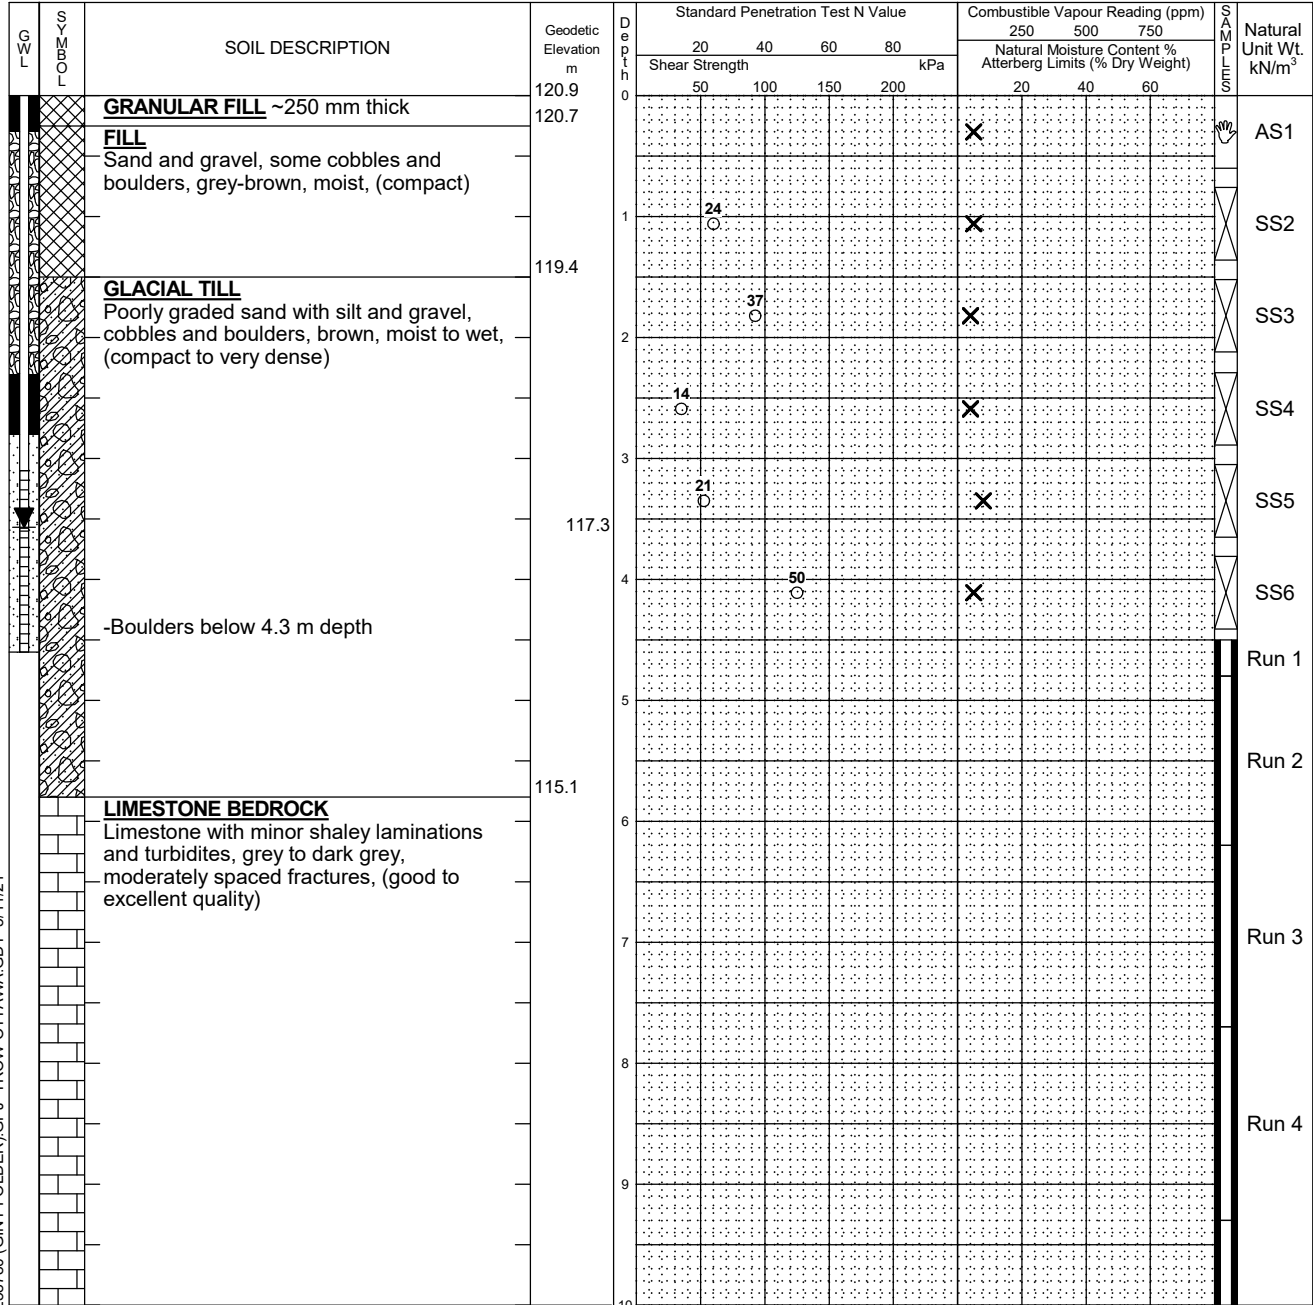 GWL
SYMBOL
SOIL DESCRIPTION
Geodetic
Elevation
m
Depth
Standard Penetration Test N Value
20 40 60 80
Shear Strength kPa
50 100 150 200
Combustible Vapour Reading (ppm)
250 500 750
Natural Moisture Content %
Atterberg Limits (% Dry Weight)
20 40 60
SAMPLES
Natural
Unit Wt.
kN/m³
120.9
0
GRANULAR FILL ~250 mm thick
120.7
AS1
FILL
Sand and gravel, some cobbles and
boulders, grey-brown, moist, (compact)
24
1
SS2
119.4
GLACIAL TILL
Poorly graded sand with silt and gravel,
cobbles and boulders, brown, moist to wet,
(compact to very dense)
37
SS3
2
14
SS4
3
21
SS5
117.3
50
4
SS6
-Boulders below 4.3 m depth
Run 1
5
Run 2
115.1
LIMESTONE BEDROCK
Limestone with minor shaley laminations
and turbidites, grey to dark grey,
moderately spaced fractures, (good to
excellent quality)
6
7
Run 3
8
Run 4
9
10